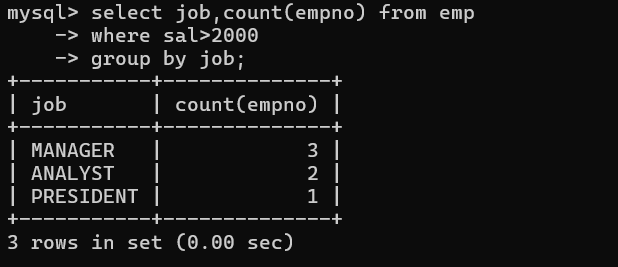 mysql> select job,count(empno) from emp
    -> where sal>2000
    -> group by job;
+-----------+--------------+
| job       | count(empno) |
+-----------+--------------+
| MANAGER   |            3 |
| ANALYST   |            2 |
| PRESIDENT |            1 |
+-----------+--------------+
3 rows in set (0.00 sec)